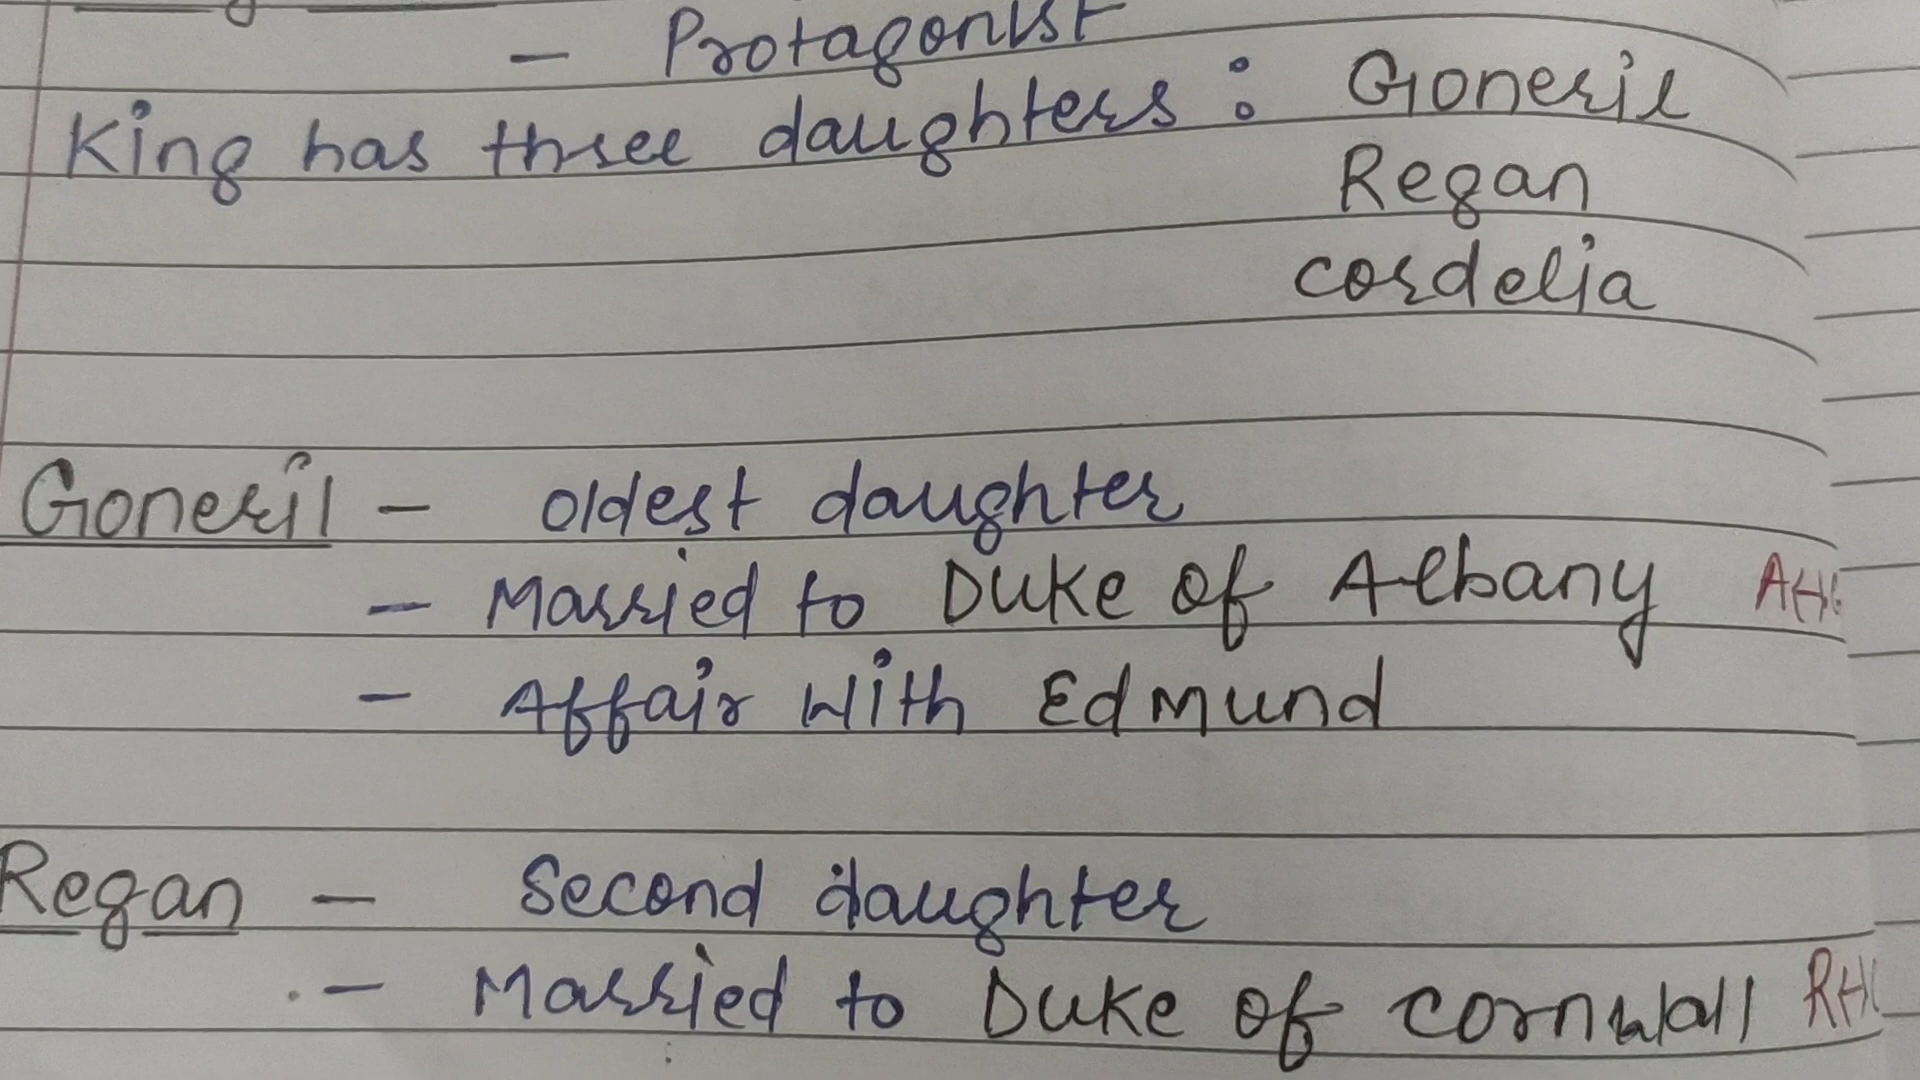 - Protagonist
King has three daughters : Goneril
Regan
cordelia
Goneril - oldest daughter
- Married to Duke of Albany
- Affair with Edmund
Regan - Second daughter
- Married to Duke of cornwall